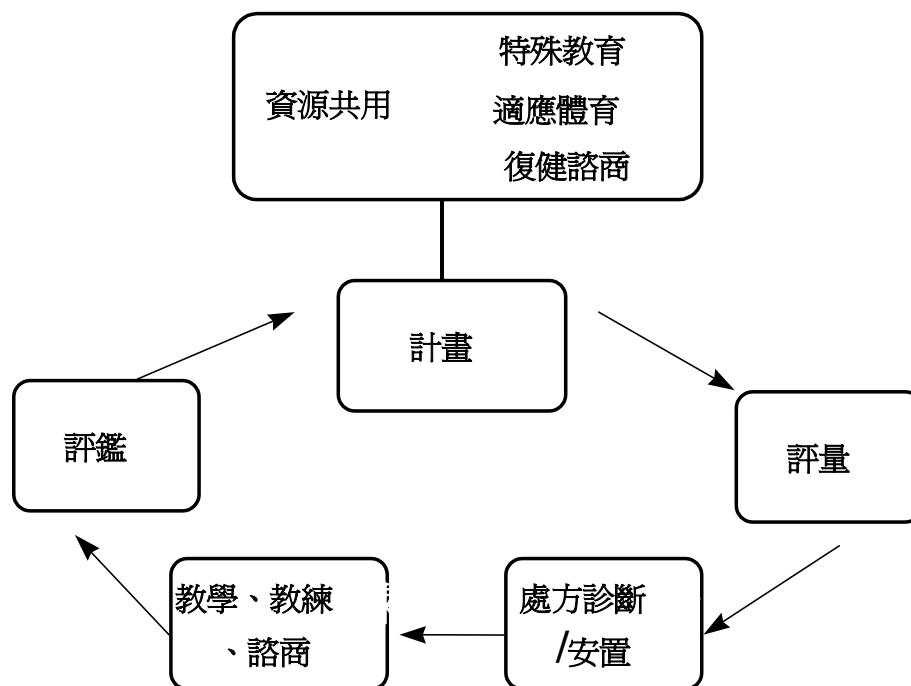 特殊教育
資源共用
適應體育
復健諮商
計畫
評鑑
評量
教學、教練
、諮商
處方診斷
/安置